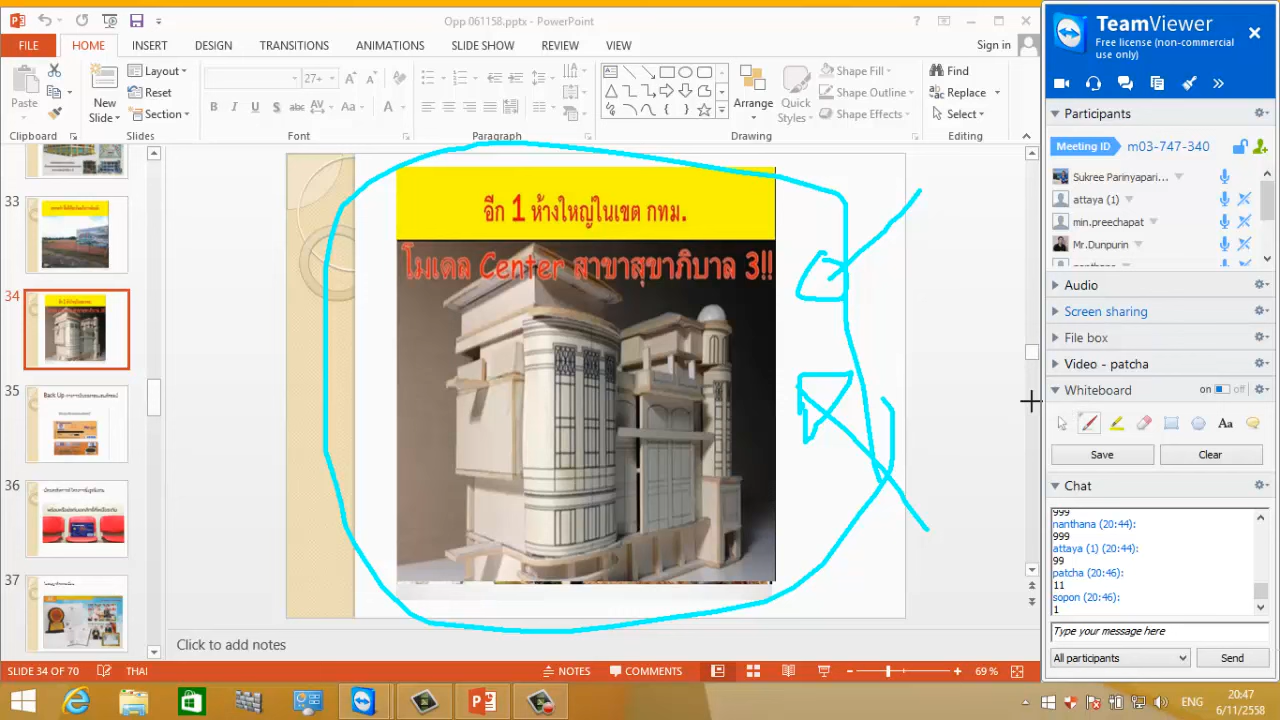 Opp 061158.pptx - PowerPoint
FILE HOME INSERT DESIGN TRANSITIONS ANIMATIONS SLIDE SHOW REVIEW VIEW Sign in
Paste
New
Slide
Layout
Reset
Section
27+
Arrange
Quick
Styles
Shape Fill
Shape Outline
Shape Effects
Find
Replace
Select
Clipboard Slides Font Paragraph Drawing Editing
33
34
35
36
37
อีก 1 ห้างใหญ่ในเขต กทม.
โมเดล Center สาขาสุขาภิบาล 3!!
Click to add notes
SLIDE 34 OF 70 THAI NOTES COMMENTS 69 %
TeamViewer
Free license (non-commercial
use only)
Participants
Meeting ID m03-747-340
Sukree Parinyapari...
attaya (1)
min.preechapat
Mr.Dunpurin
Audio
Screen sharing
File box
Video - patcha
Whiteboard on off
Aa
Save Clear
Chat
999
nanthana (20:44):
999
attaya (1) (20:44):
99
patcha (20:46):
11
sopon (20:46):
1
Type your message here
All participants Send
ENG
20:47
6/11/2558